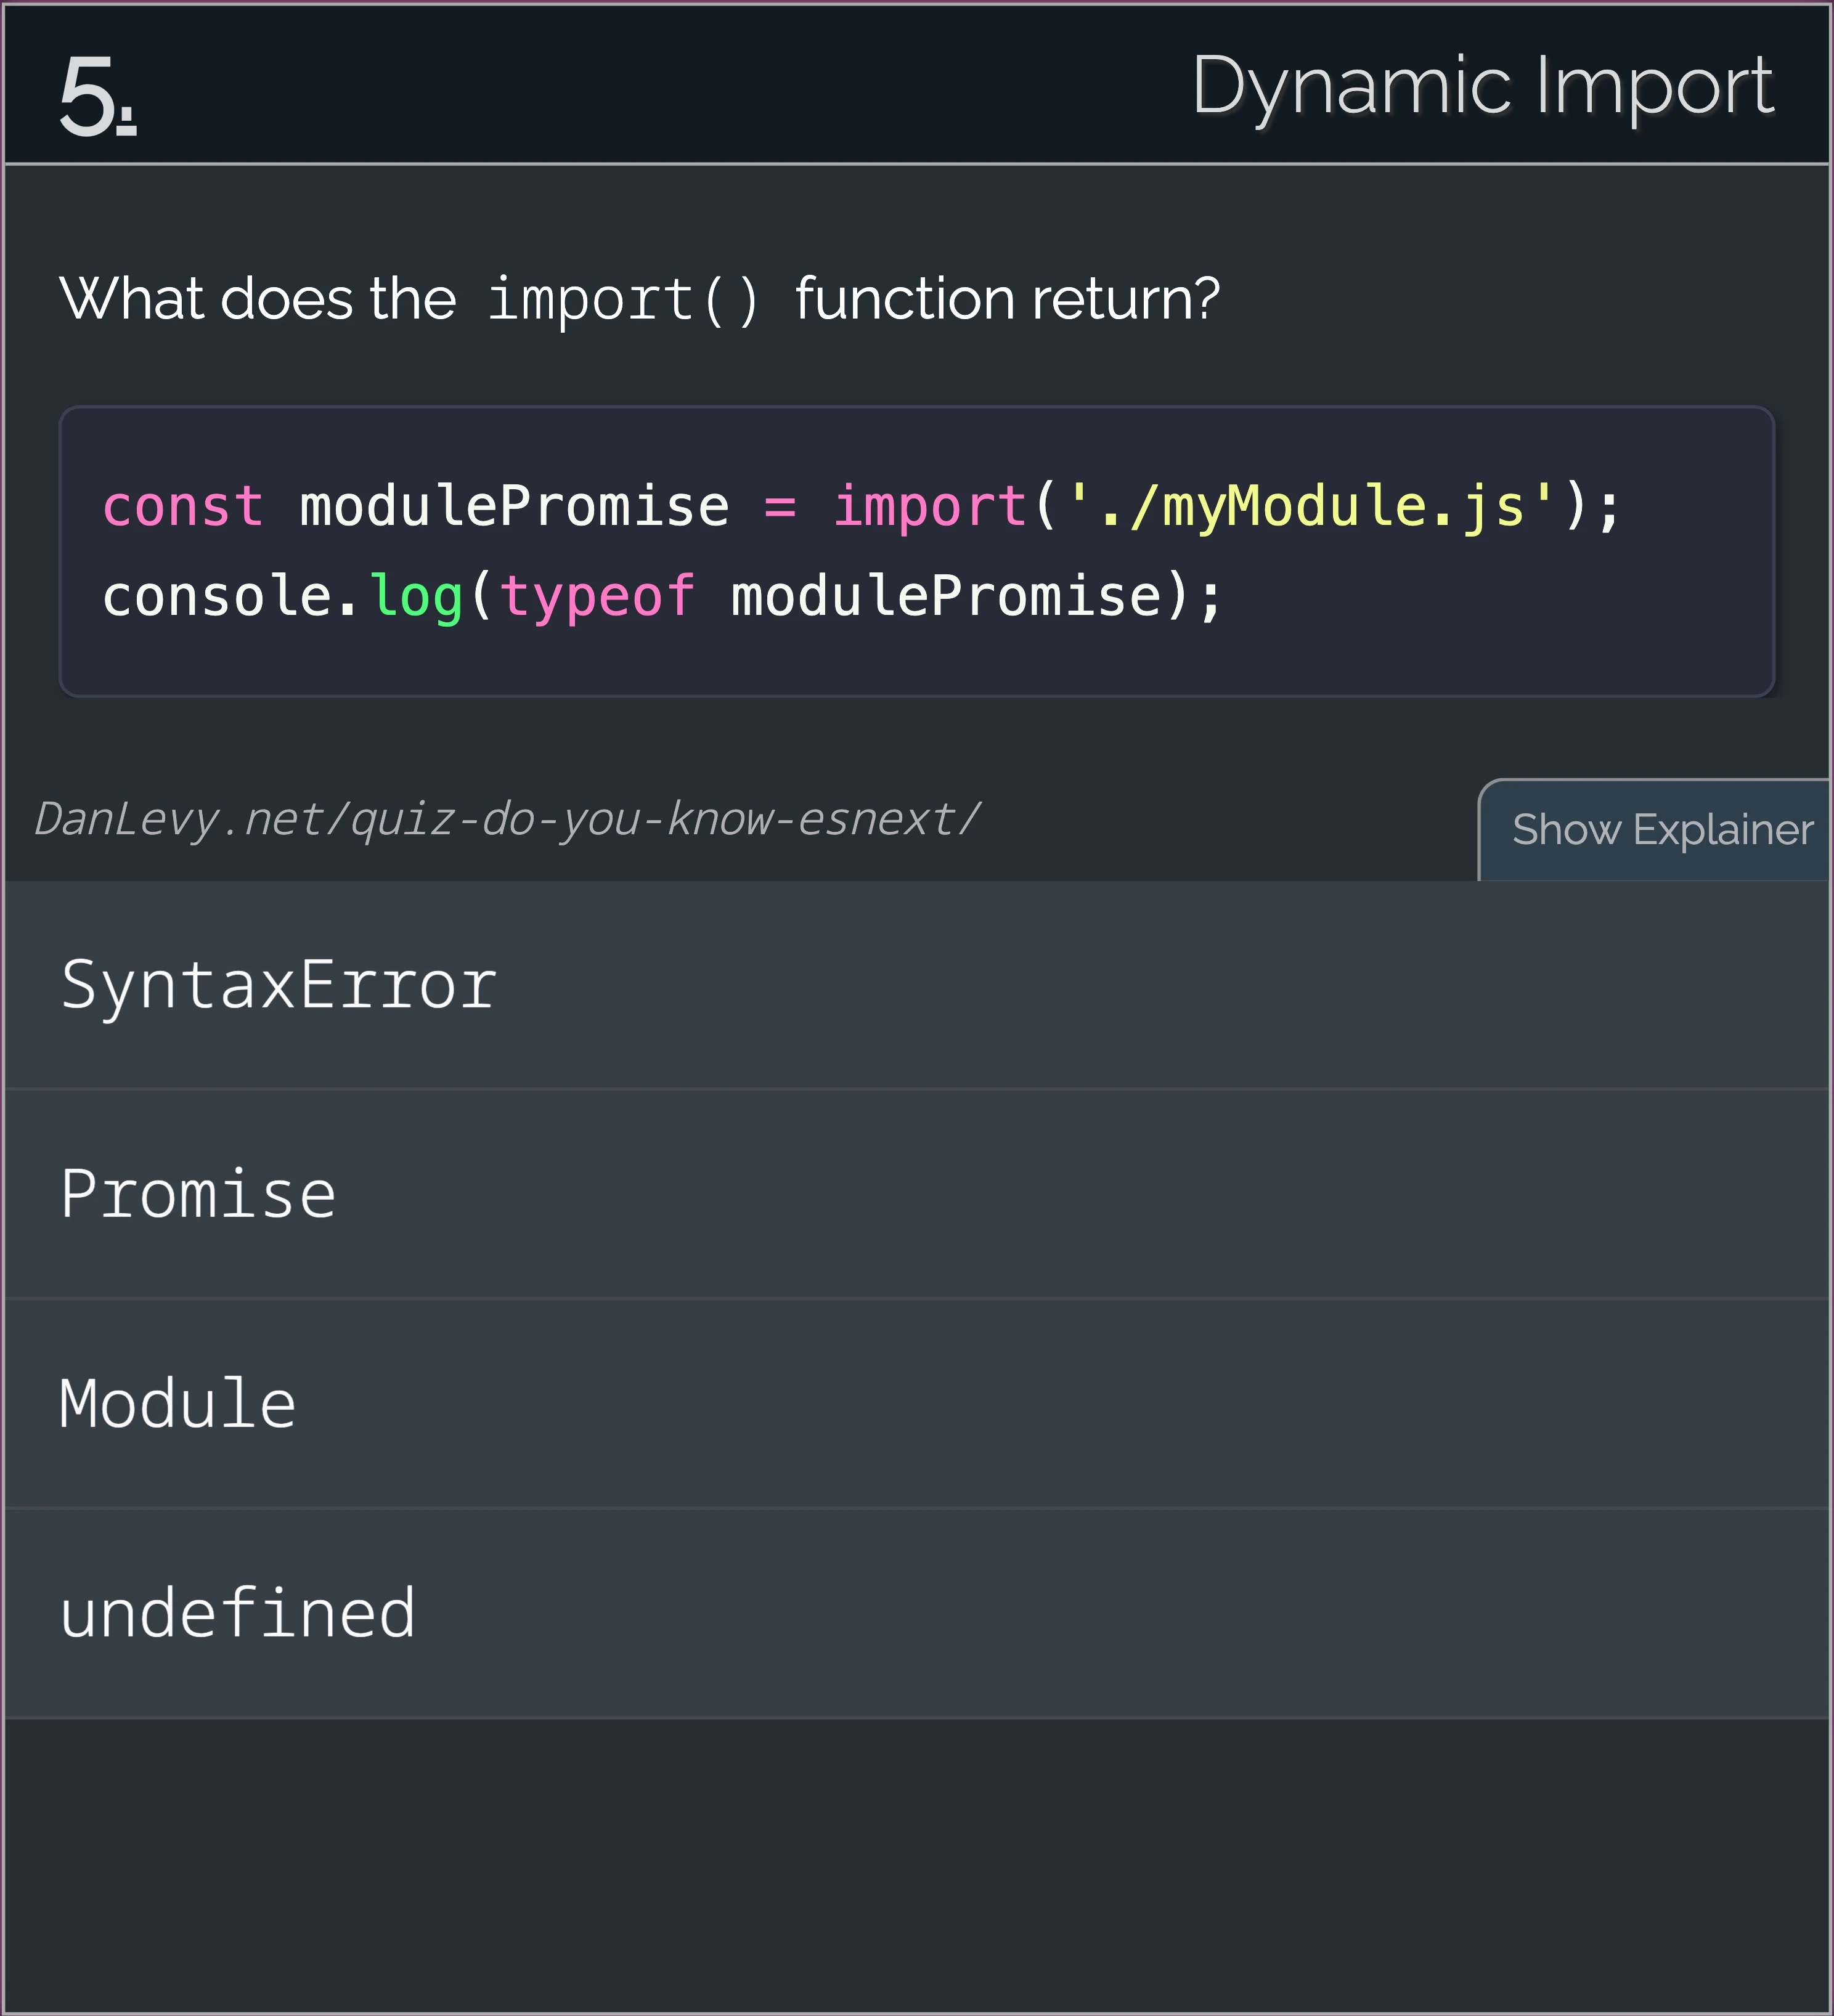 5.
Dynamic Import
What does the import() function return?
const modulePromise = import('./myModule.js');
console.log(typeof modulePromise);
DanLevy.net/quiz-do-you-know-esnext/
Show Explainer
SyntaxError
Promise
Module
undefined